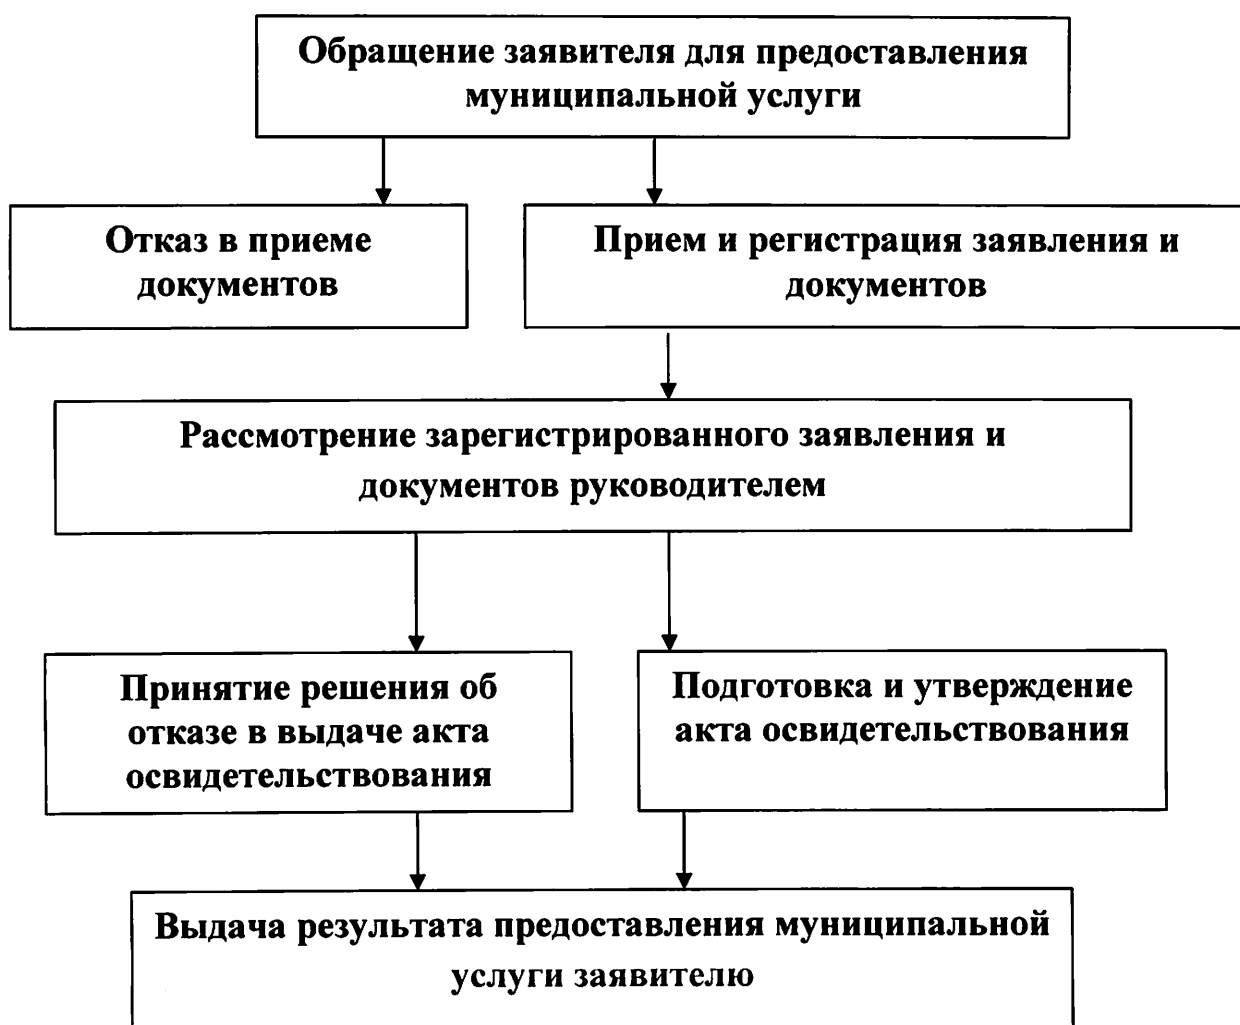 Обращение заявителя для предоставления
муниципальной услуги
Отказ в приеме
документов
Прием и регистрация заявления и
документов
Рассмотрение зарегистрированного заявления и
документов руководителем
Принятие решения об
отказе в выдаче акта
освидетельствования
Подготовка и утверждение
акта освидетельствования
Выдача результата предоставления муниципальной
услуги заявителю